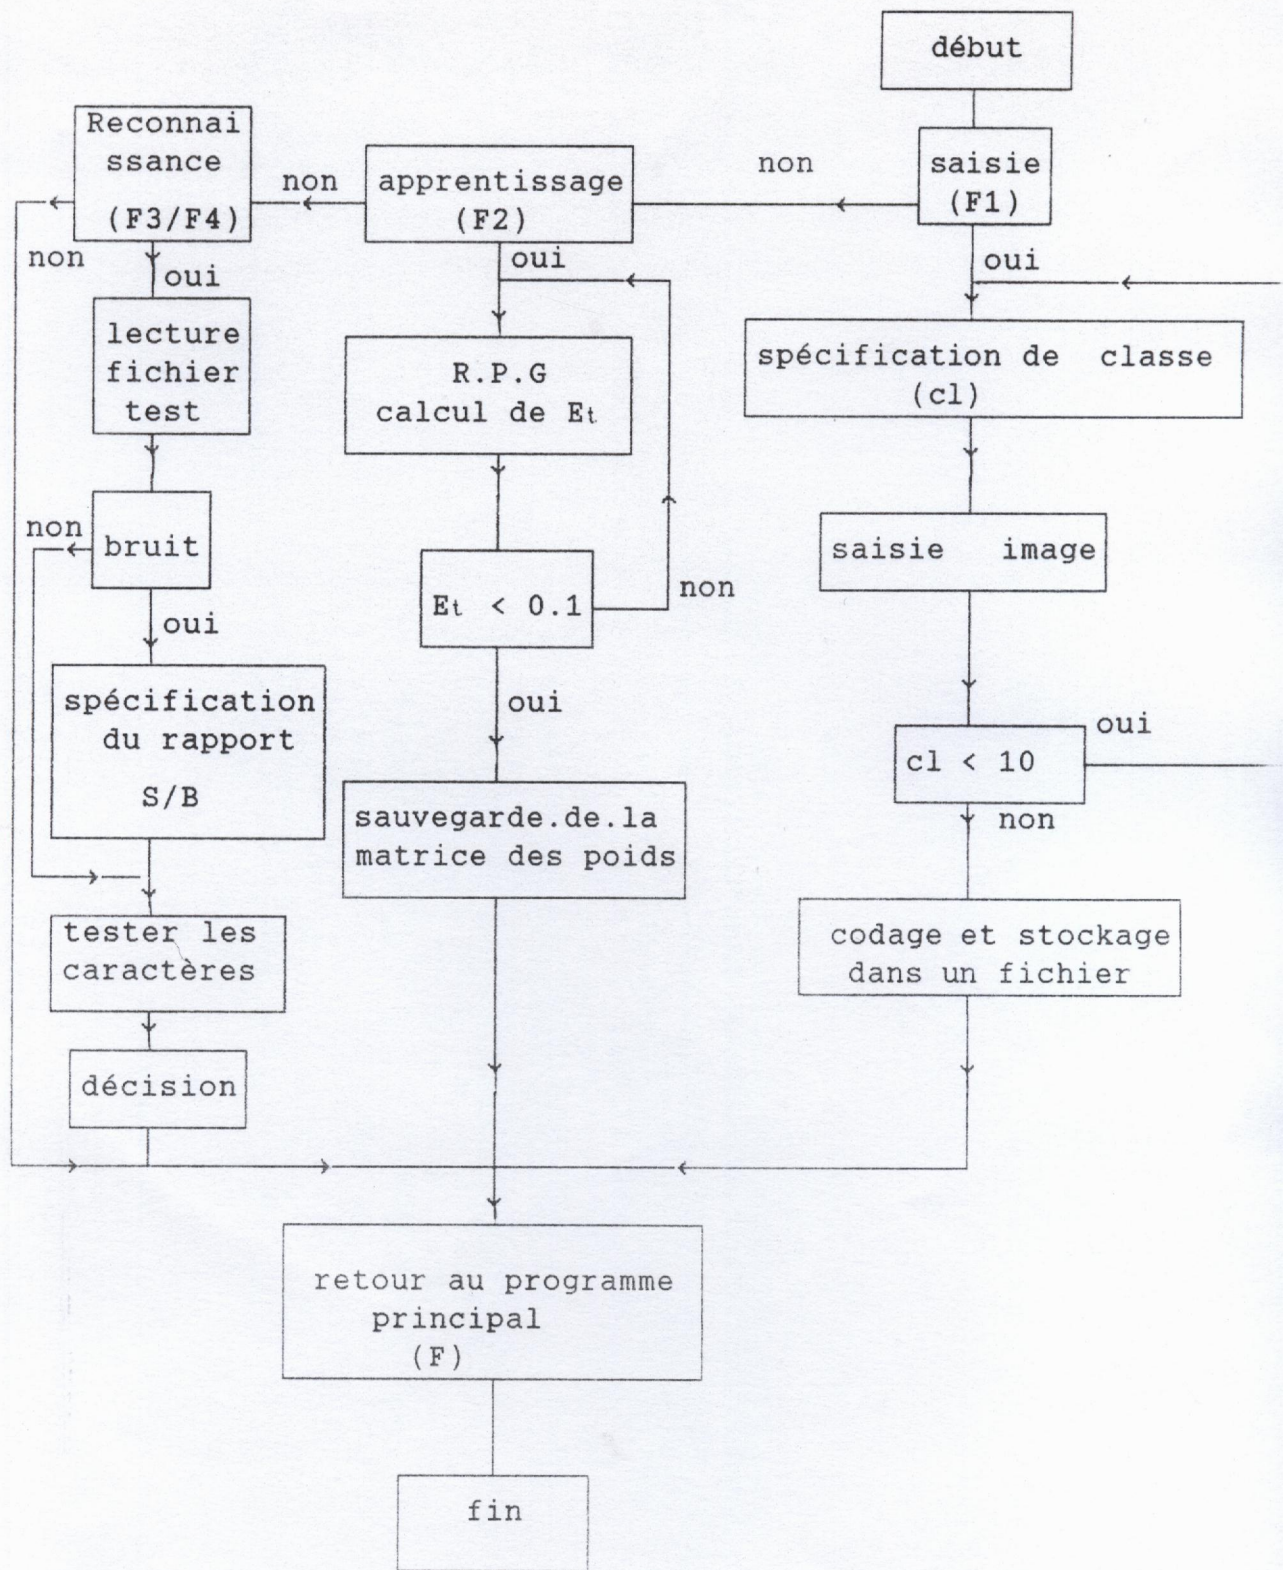 début
saisie
(F1)
non
oui
spécification de classe
(cl)
saisie image
cl < 10
oui
non
codage et stockage
dans un fichier
apprentissage
(F2)
non
oui
R.P.G
calcul de Et
Et < 0.1
non
oui
sauvegarde.de.la
matrice des poids
Reconnai
ssance
(F3/F4)
non
oui
lecture
fichier
test
bruit
non
oui
spécification
du rapport
S/B
tester les
caractères
décision
retour au programme
principal
(F)
fin